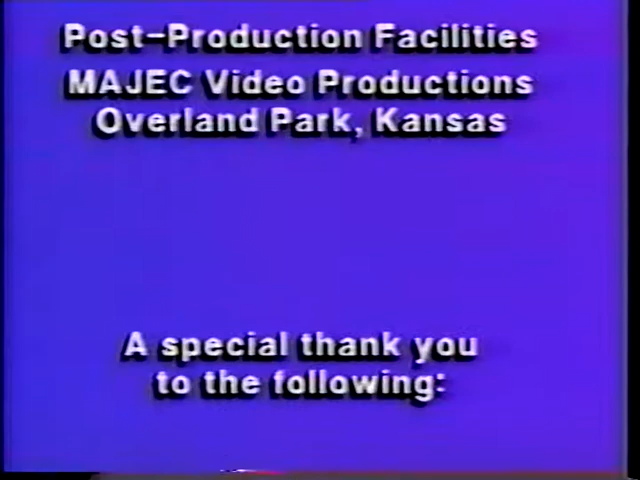 Post-Production Facilities
MAJEC Video Productions
Overland Park, Kansas
A special thank you
to the following: